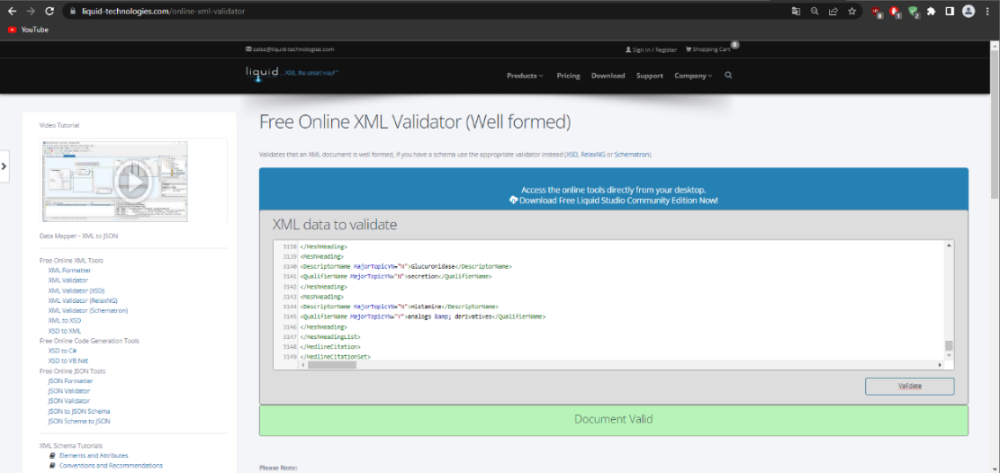 liquid-technologies.com/online-xml-validator
YouTube
sales@liquid-technologies.com
Sign In / Register
Shopping Cart
0
liquid
XML the smart way!™
Products
Pricing
Download
Support
Company
Video Tutorial
Data Mapper - XML to JSON
Free Online XML Tools
XML Formatter
XML Validator
XML Validator (XSD)
XML Validator (RelaxNG)
XML Validator (Schematron)
XML to XSD
XSD to XML
Free Online Code Generation Tools
XSD to C#
XSD to VB.Net
Free Online JSON Tools
JSON Formatter
JSON Validator
JSON Validator
JSON to JSON Schema
JSON Schema to JSON
XML Schema Tutorials
Elements and Attributes
Conventions and Recommendations
Free Online XML Validator (Well formed)
Validates that an XML document is well formed, if you have a schema use the appropriate validator instead (XSD, RelaxNG or Schematron).
Access the online tools directly from your desktop.
Download Free Liquid Studio Community Edition Now!
XML data to validate
3138 </MeshHeading>
3139 <MeshHeading>
3140 <DescriptorName MajorTopicYN="N">Glucuronidase</DescriptorName>
3141 <QualifierName MajorTopicYN="N">secretion</QualifierName>
3142 </MeshHeading>
3143 <MeshHeading>
3144 <DescriptorName MajorTopicYN="N">Histamine</DescriptorName>
3145 <QualifierName MajorTopicYN="Y">analogs &amp; derivatives</QualifierName>
3146 </MeshHeading>
3147 </MeshHeadingList>
3148 </MedlineCitation>
3149 </MedlineCitationSet>
Validate
Document Valid
Please Note: